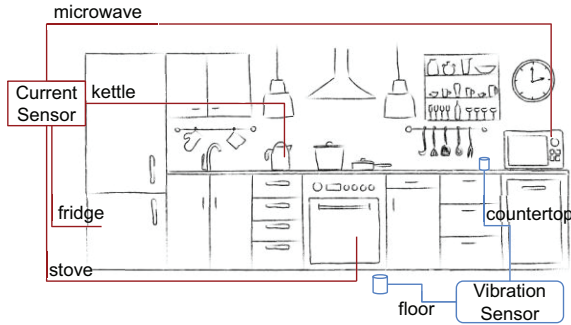 microwave
Current
Sensor
kettle
fridge
countertop
stove
floor
Vibration
Sensor